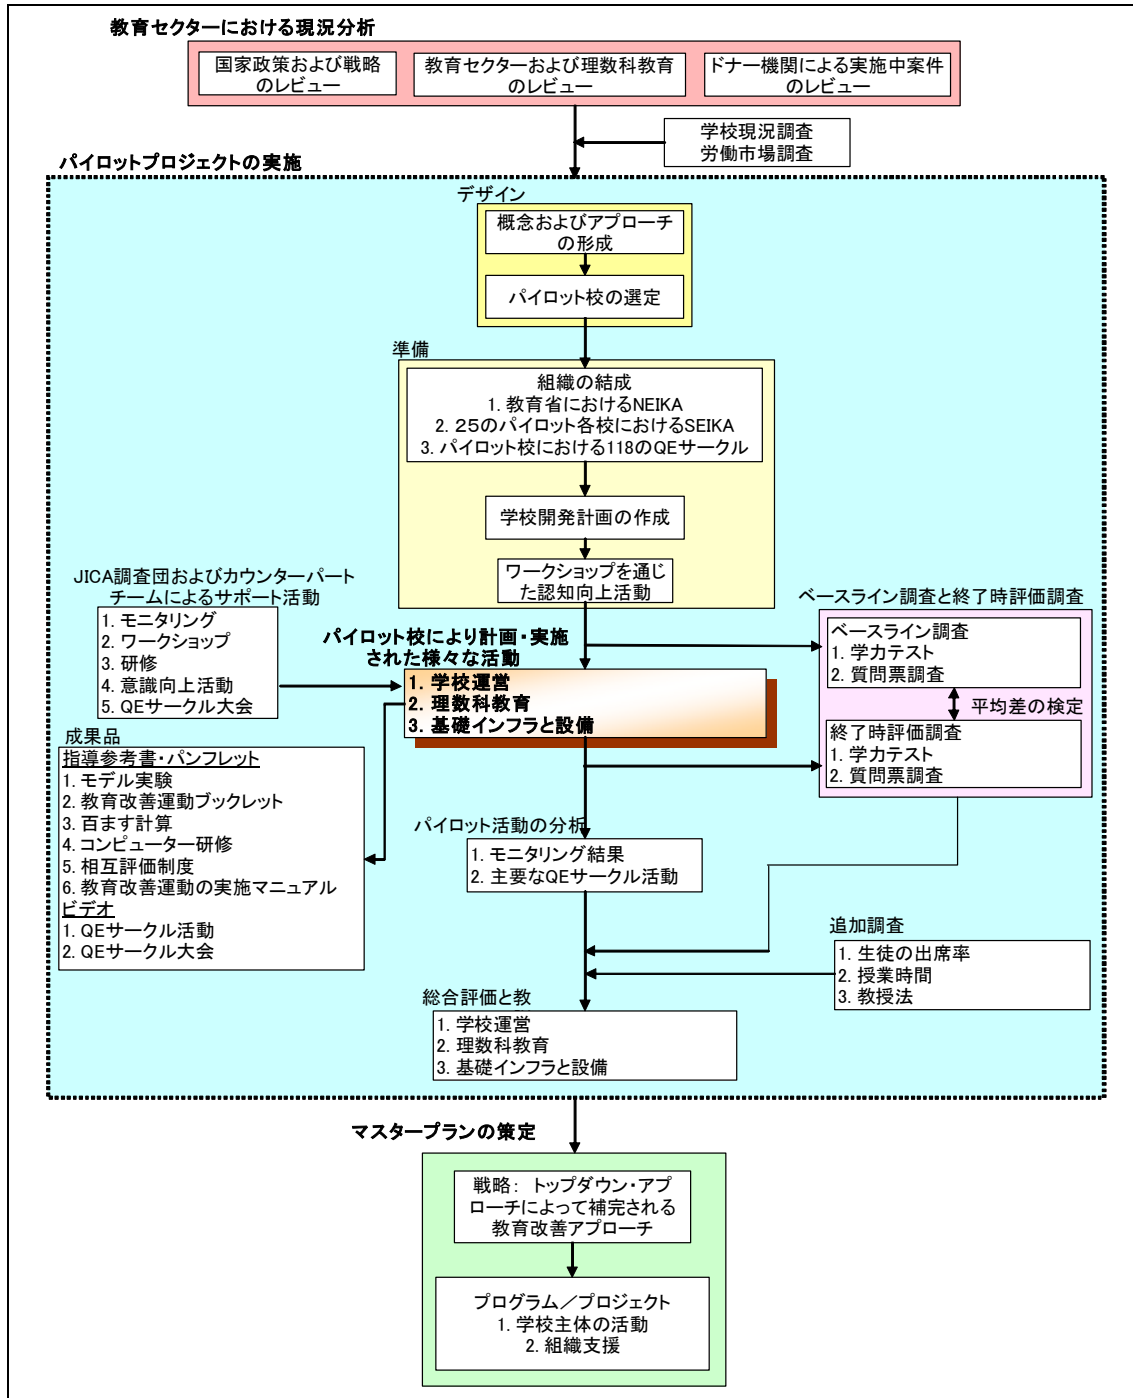 教育セクターにおける現況分析
国家政策および戦略
のレビュー
教育セクターおよび理数科教育
のレビュー
ドナー機関による実施中案件
のレビュー
学校現況調査
労働市場調査
パイロットプロジェクトの実施
デザイン
概念およびアプローチ
の形成
パイロット校の選定
準備
組織の結成
1. 教育省におけるNEIKA
2. 25のパイロット各校におけるSEIKA
3. パイロット校における118のQEサークル
学校開発計画の作成
ワークショップを通じ
た認知向上活動
JICA調査団およびカウンターパート
チームによるサポート活動
1. モニタリング
2. ワークショップ
3. 研修
4. 意識向上活動
5. QEサークル大会
パイロット校により計画・実施
された様々な活動
1. 学校運営
2. 理数科教育
3. 基礎インフラと設備
ベースライン調査と終了時評価調査
ベースライン調査
1. 学力テスト
2. 質問票調査
平均差の検定
終了時評価調査
1. 学力テスト
2. 質問票調査
成果品
指導参考書・パンフレット
1. モデル実験
2. 教育改善運動ブックレット
3. 百ます計算
4. コンピューター研修
5. 相互評価制度
6. 教育改善運動の実施マニュアル
ビデオ
1. QEサークル活動
2. QEサークル大会
パイロット活動の分析
1. モニタリング結果
2. 主要なQEサークル活動
追加調査
1. 生徒の出席率
2. 授業時間
3. 教授法
総合評価と教
1. 学校運営
2. 理数科教育
3. 基礎インフラと設備
マスタープランの策定
戦略: トップダウン・アプ
ローチによって補完される
教育改善アプローチ
プログラム／プロジェクト
1. 学校主体の活動
2. 組織支援